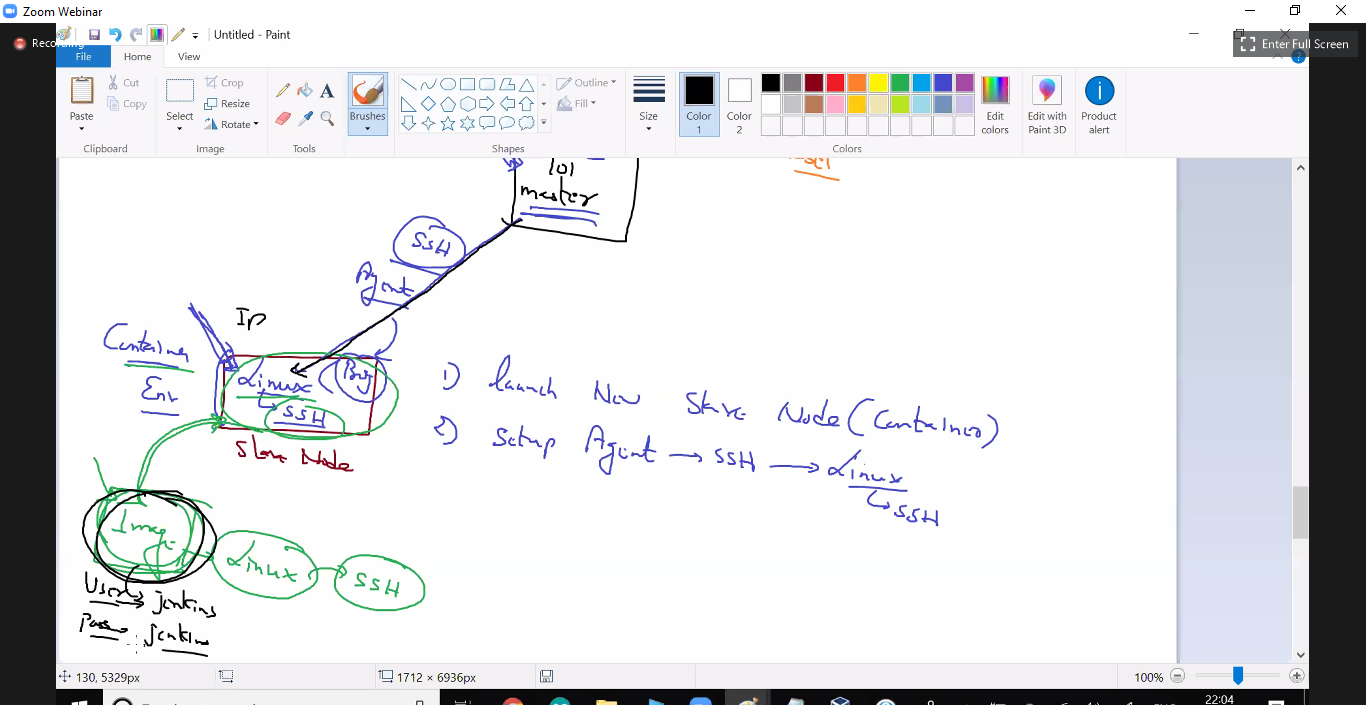 Zoom Webinar
Recording
Untitled - Paint
Enter Full Screen
File Home View
Paste
Cut
Copy
Clipboard
Select
Crop
Resize
Rotate
Image
Tools
Brushes
Shapes
Outline
Fill
Size
Color 1
Color 2
Edit colors
Colors
Edit with Paint 3D
Product alert
101
master
SSH
Agent
IP
Container
Env
Linux
SSH
Slave Node
1) launch New Slave Node (Container)
2) Setup Agent → SSH → Linux
SSH
Image
Linux
SSH
User → jenkins
Pass : jenkins
130, 5329px
1712 × 6936px
100%
22:04